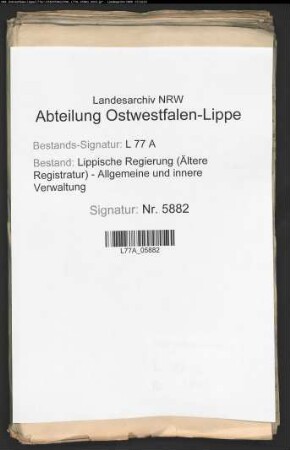 Landesarchiv NRW
Abteilung Ostwestfalen-Lippe
Bestands-Signatur: L 77 A
Bestand: Lippische Regierung (Ältere
Registratur) - Allgemeine und innere
Verwaltung
Signatur: Nr. 5882
L77A_05882